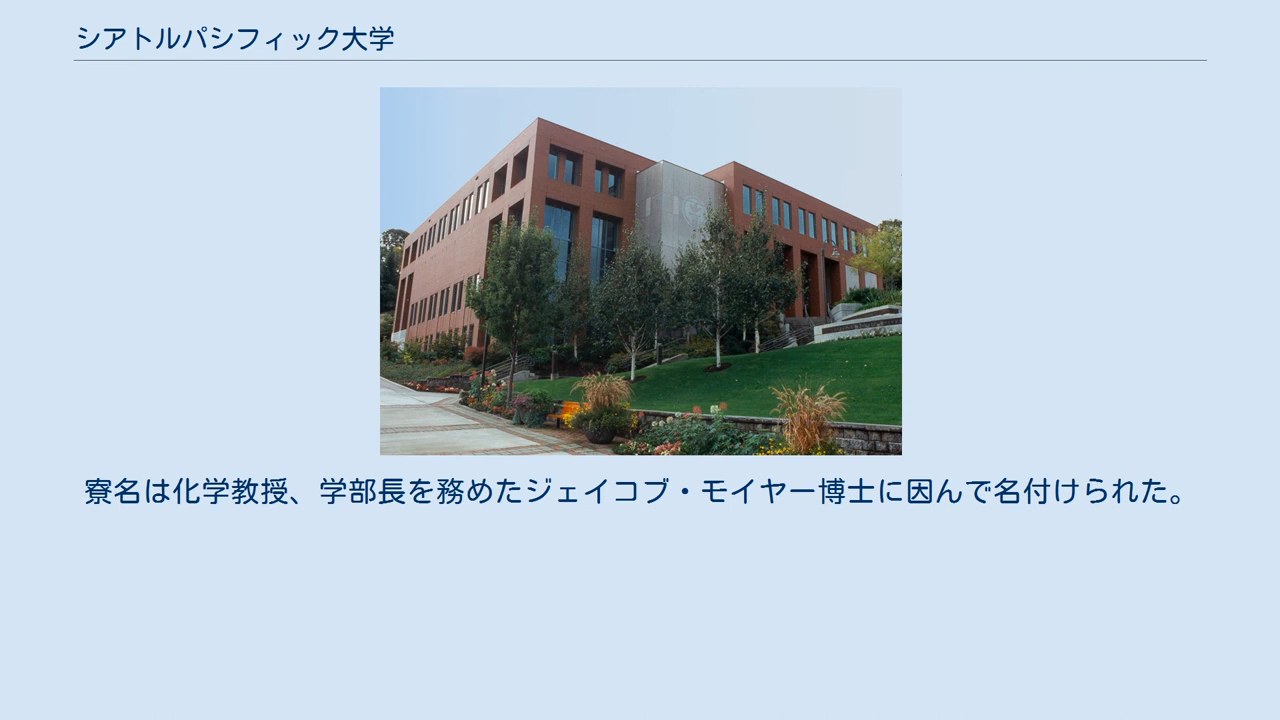 シアトルパシフィック大学
寮名は化学教授、学部長を務めたジェイコブ・モイヤー博士に因んで名付けられた。